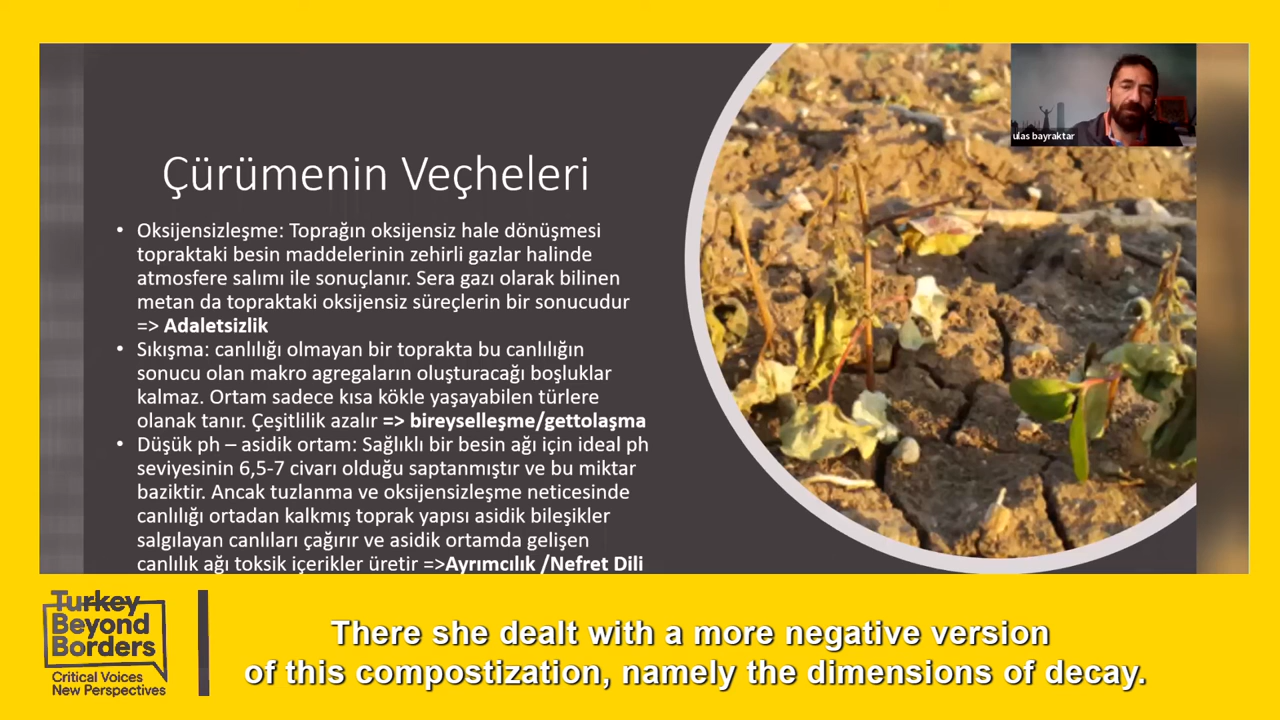 ulas bayraktar
Çürümenin Veçheleri
• Oksijensizleşme: Toprağın oksijensiz hale dönüşmesi
topraktaki besin maddelerinin zehirli gazlar halinde
atmosfere salımı ile sonuçlanır. Sera gazı olarak bilinen
metan da topraktaki oksijensiz süreçlerin bir sonucudur
=> Adaletsizlik
• Sıkışma: canlılığı olmayan bir toprakta bu canlılığın
sonucu olan makro agregaların oluşturacağı boşluklar
kalmaz. Ortam sadece kısa kökle yaşayabilen türlere
olanak tanır. Çeşitlilik azalır => bireyselleşme/gettolaşma
• Düşük ph – asidik ortam: Sağlıklı bir besin ağı için ideal ph
seviyesinin 6,5-7 civarı olduğu saptanmıştır ve bu miktar
baziktir. Ancak tuzlanma ve oksijensizleşme neticesinde
canlılığı ortadan kalkmış toprak yapısı asidik bileşikler
salgılayan canlıları çağırır ve asidik ortamda gelişen
canlılık ağı toksik içerikler üretir =>Ayrımcılık /Nefret Dili
Turkey
Beyond
Borders
Critical Voices
New Perspectives
There she dealt with a more negative version
of this compostization, namely the dimensions of decay.